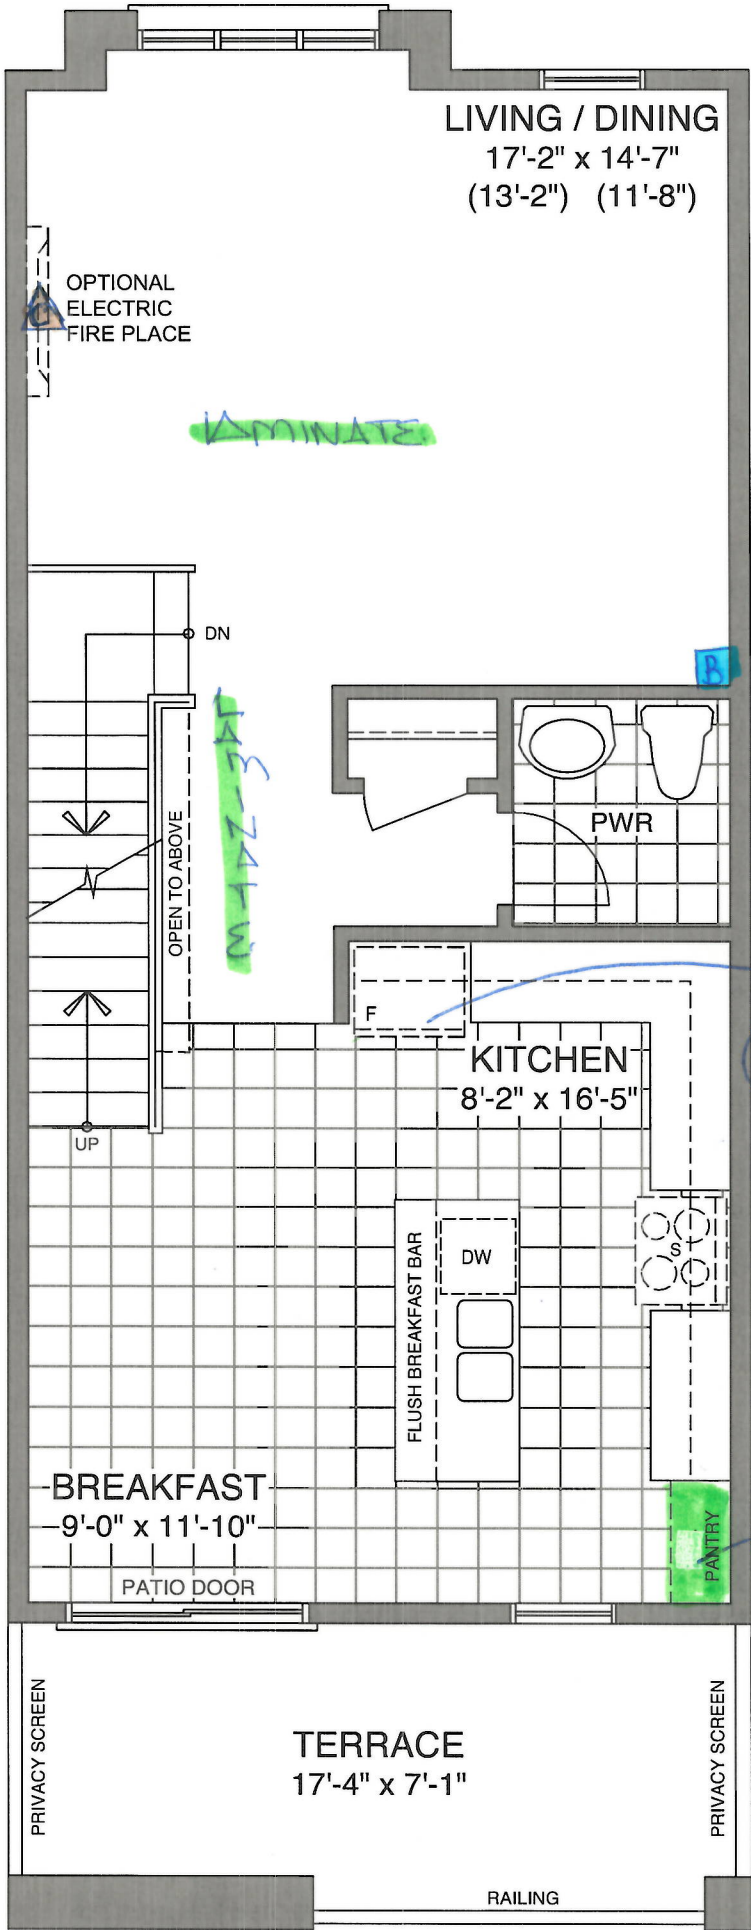 LIVING / DINING
17'-2" x 14'-7"
(13'-2") (11'-8")
OPTIONAL
ELECTRIC
FIRE PLACE
C
LAMINATE
DN
B
LAMINATE
OPEN TO ABOVE
PWR
F
KITCHEN
8'-2" x 16'-5"
UP
S
DW
FLUSH BREAKFAST BAR
BREAKFAST
9'-0" x 11'-10"
PANTRY
PATIO DOOR
PRIVACY SCREEN
TERRACE
17'-4" x 7'-1"
PRIVACY SCREEN
RAILING